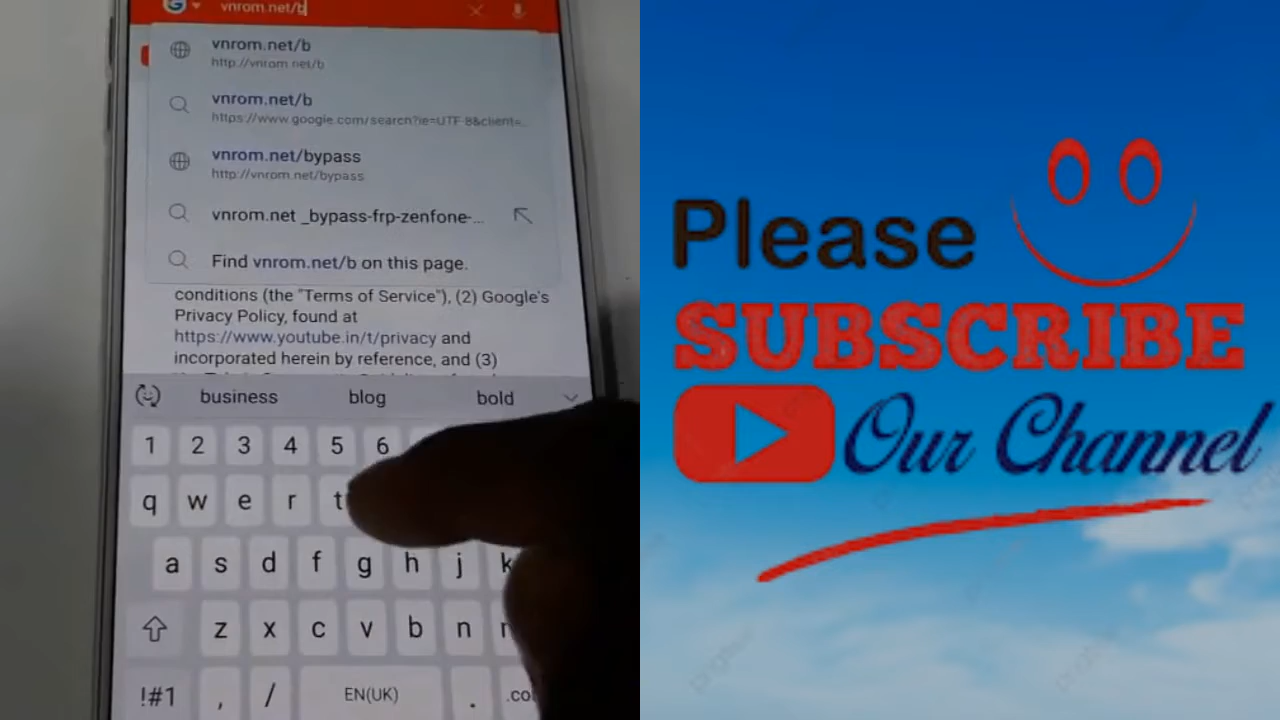 vnrom.net/b
vnrom.net/b
http://vnrom.net/b
vnrom.net/b
https://www.google.com/search?ie=UTF-8&client=...
vnrom.net/bypass
http://vnrom.net/bypass
vnrom.net _bypass-frp-zenfone-...
Find vnrom.net/b on this page.
conditions (the "Terms of Service"), (2) Google's
Privacy Policy, found at
https://www.youtube.in/t/privacy and
incorporated herein by reference, and (3)
business blog bold
1 2 3 4 5 6
q w e r t
a s d f g h j k
z x c v b n
!#1 , / EN(UK) .
Please
SUBSCRIBE
Our Channel